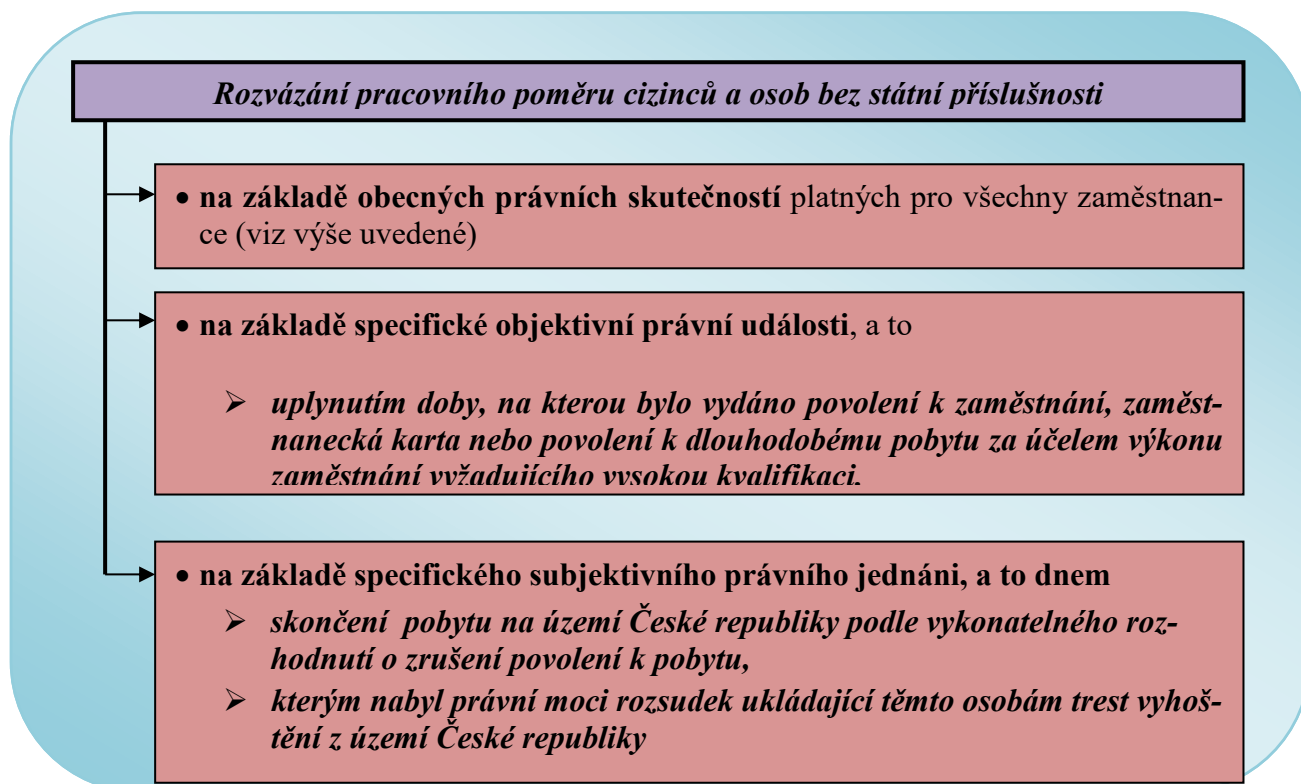 Rozvázání pracovního poměru cizinců a osob bez státní příslušnosti
• na základě obecných právních skutečností platných pro všechny zaměstnan-
ce (viz výše uvedené)
• na základě specifické objektivní právní události, a to
➢ uplynutím doby, na kterou bylo vydáno povolení k zaměstnání, zaměst-
nanecká karta nebo povolení k dlouhodobému pobytu za účelem výkonu
zaměstnání vyžadujícího vysokou kvalifikaci.
• na základě specifického subjektivního právního jednáni, a to dnem
➢ skončení  pobytu na území České republiky podle vykonatelného roz-
hodnutí o zrušení povolení k pobytu,
➢ kterým nabyl právní moci rozsudek ukládající těmto osobám trest vyhoš-
tění z území České republiky